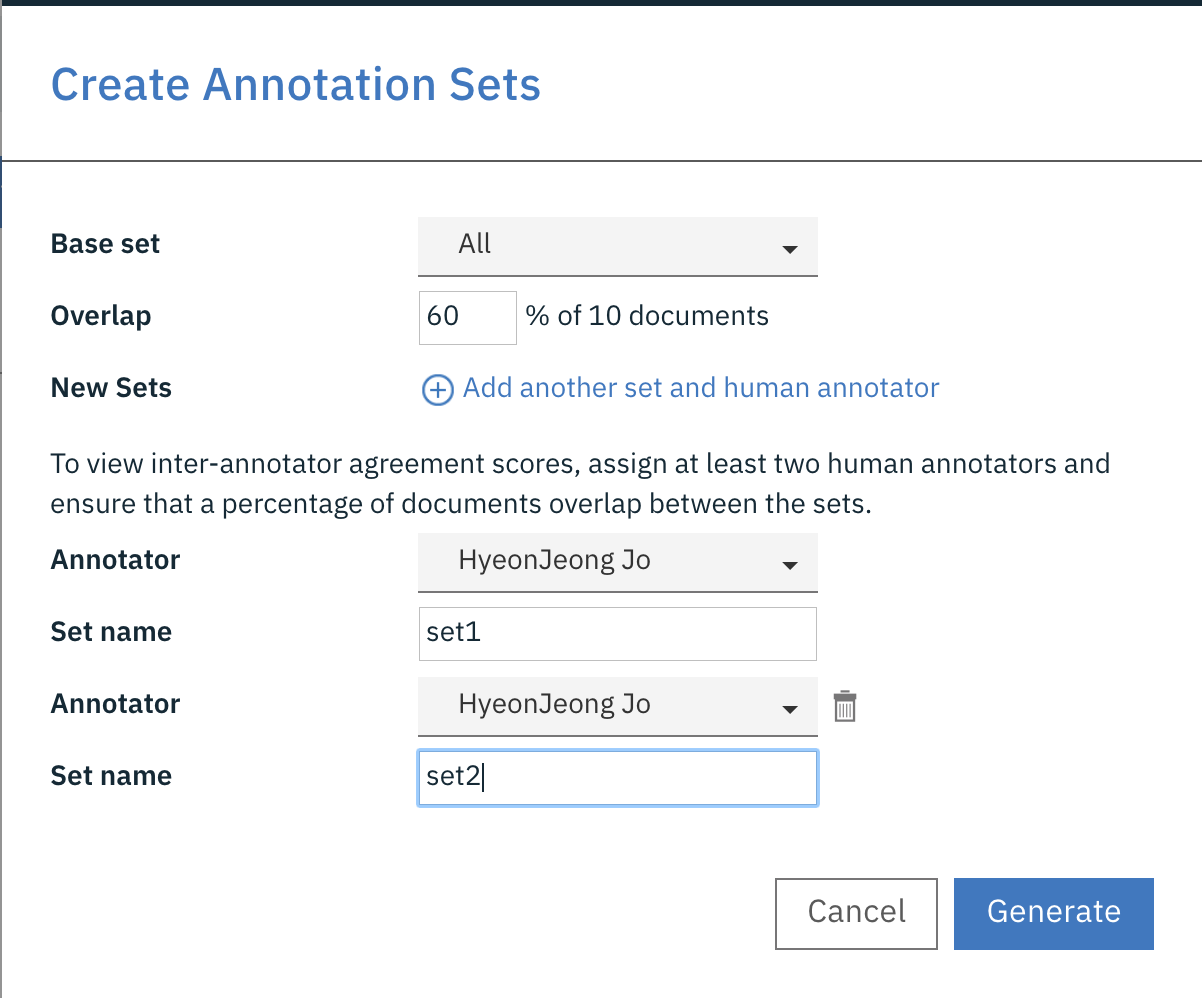 Create Annotation Sets
Base set
All
Overlap
60 % of 10 documents
New Sets
Add another set and human annotator
To view inter-annotator agreement scores, assign at least two human annotators and
ensure that a percentage of documents overlap between the sets.
Annotator
HyeonJeong Jo
Set name
set1
Annotator
HyeonJeong Jo
Set name
set2
Cancel
Generate